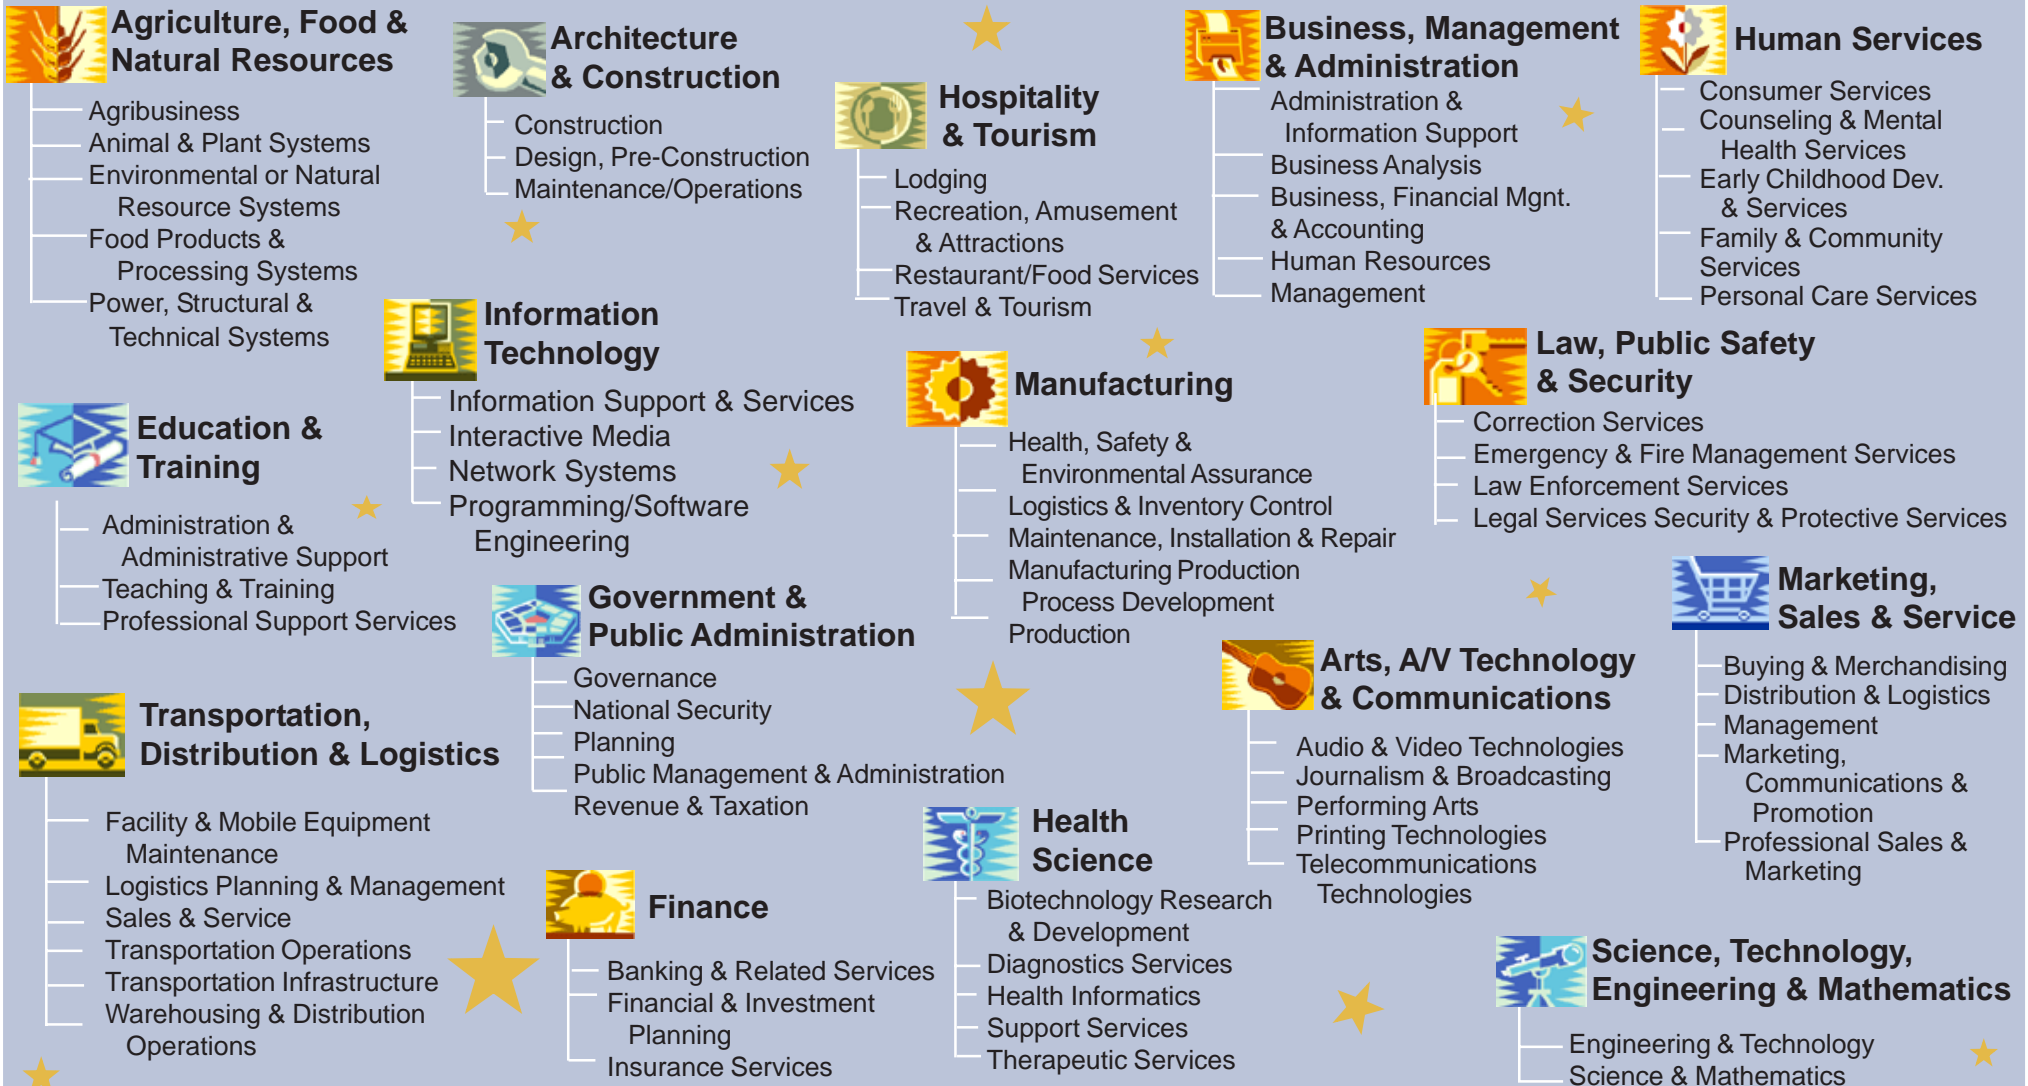 Agriculture, Food &
Natural Resources
Agribusiness
Animal & Plant Systems
Environmental or Natural
Resource Systems
Food Products &
Processing Systems
Power, Structural &
Technical Systems
Architecture
& Construction
Construction
Design, Pre-Construction
Maintenance/Operations
Hospitality
& Tourism
Lodging
Recreation, Amusement
& Attractions
Restaurant/Food Services
Travel & Tourism
Business, Management
& Administration
Administration &
Information Support
Business Analysis
Business, Financial Mgnt.
& Accounting
Human Resources
Management
Human Services
Consumer Services
Counseling & Mental
Health Services
Early Childhood Dev.
& Services
Family & Community
Services
Personal Care Services
Information
Technology
Information Support & Services
Interactive Media
Network Systems
Programming/Software
Engineering
Manufacturing
Health, Safety &
Environmental Assurance
Logistics & Inventory Control
Maintenance, Installation & Repair
Manufacturing Production
Process Development
Production
Law, Public Safety
& Security
Correction Services
Emergency & Fire Management Services
Law Enforcement Services
Legal Services Security & Protective Services
Education &
Training
Administration &
Administrative Support
Teaching & Training
Professional Support Services
Government &
Public Administration
Governance
National Security
Planning
Public Management & Administration
Revenue & Taxation
Marketing,
Sales & Service
Buying & Merchandising
Distribution & Logistics
Management
Marketing,
Communications &
Promotion
Professional Sales &
Marketing
Arts, A/V Technology
& Communications
Audio & Video Technologies
Journalism & Broadcasting
Performing Arts
Printing Technologies
Telecommunications
Technologies
Transportation,
Distribution & Logistics
Facility & Mobile Equipment
Maintenance
Logistics Planning & Management
Sales & Service
Transportation Operations
Transportation Infrastructure
Warehousing & Distribution
Operations
Finance
Banking & Related Services
Financial & Investment
Planning
Insurance Services
Health
Science
Biotechnology Research
& Development
Diagnostics Services
Health Informatics
Support Services
Therapeutic Services
Science, Technology,
Engineering & Mathematics
Engineering & Technology
Science & Mathematics